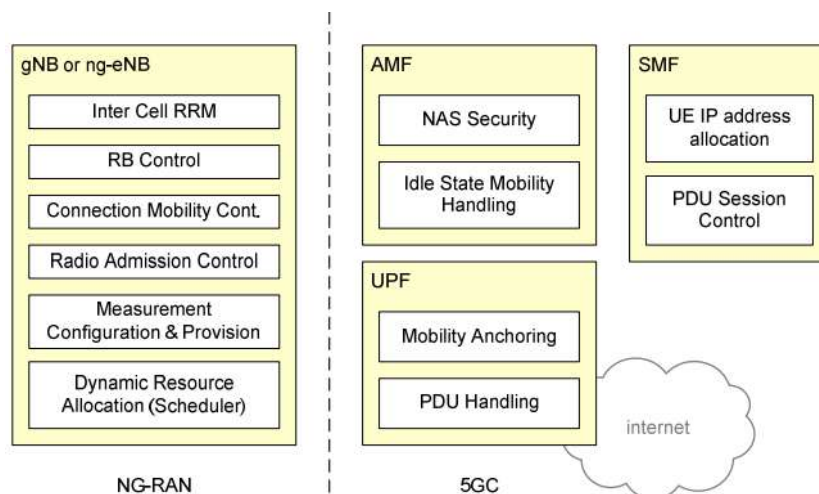 gNB or ng-eNB
Inter Cell RRM
RB Control
Connection Mobility Cont.
Radio Admission Control
Measurement
Configuration & Provision
Dynamic Resource
Allocation (Scheduler)
NG-RAN
AMF
NAS Security
Idle State Mobility
Handling
UPF
Mobility Anchoring
PDU Handling
SMF
UE IP address
allocation
PDU Session
Control
internet
5GC